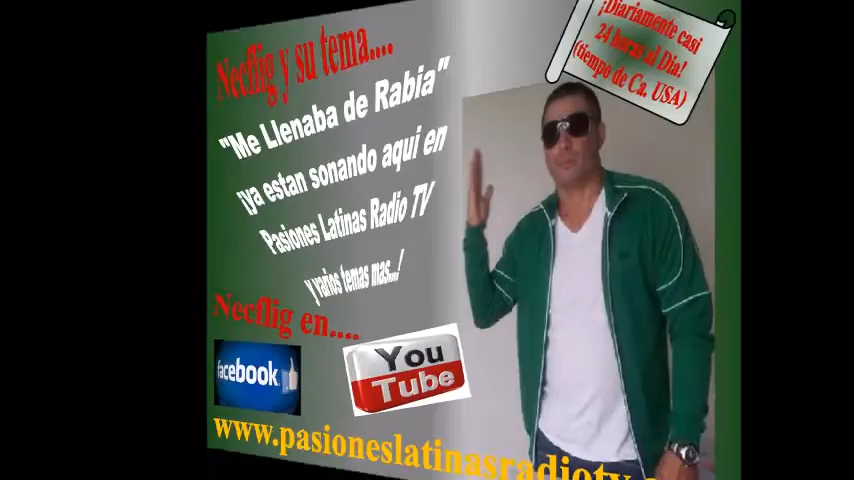 Necflig y su tema....
"Me Llenaba de Rabia"
¡ya estan sonando aqui en
Pasiones Latinas Radio TV
y varios temas mas...!
Necflig en....
facebook
You
Tube
www.pasioneslatinasradiotv.
¡Diariamente casi
24 horas al Dia!
(tiempo de Ca. USA)